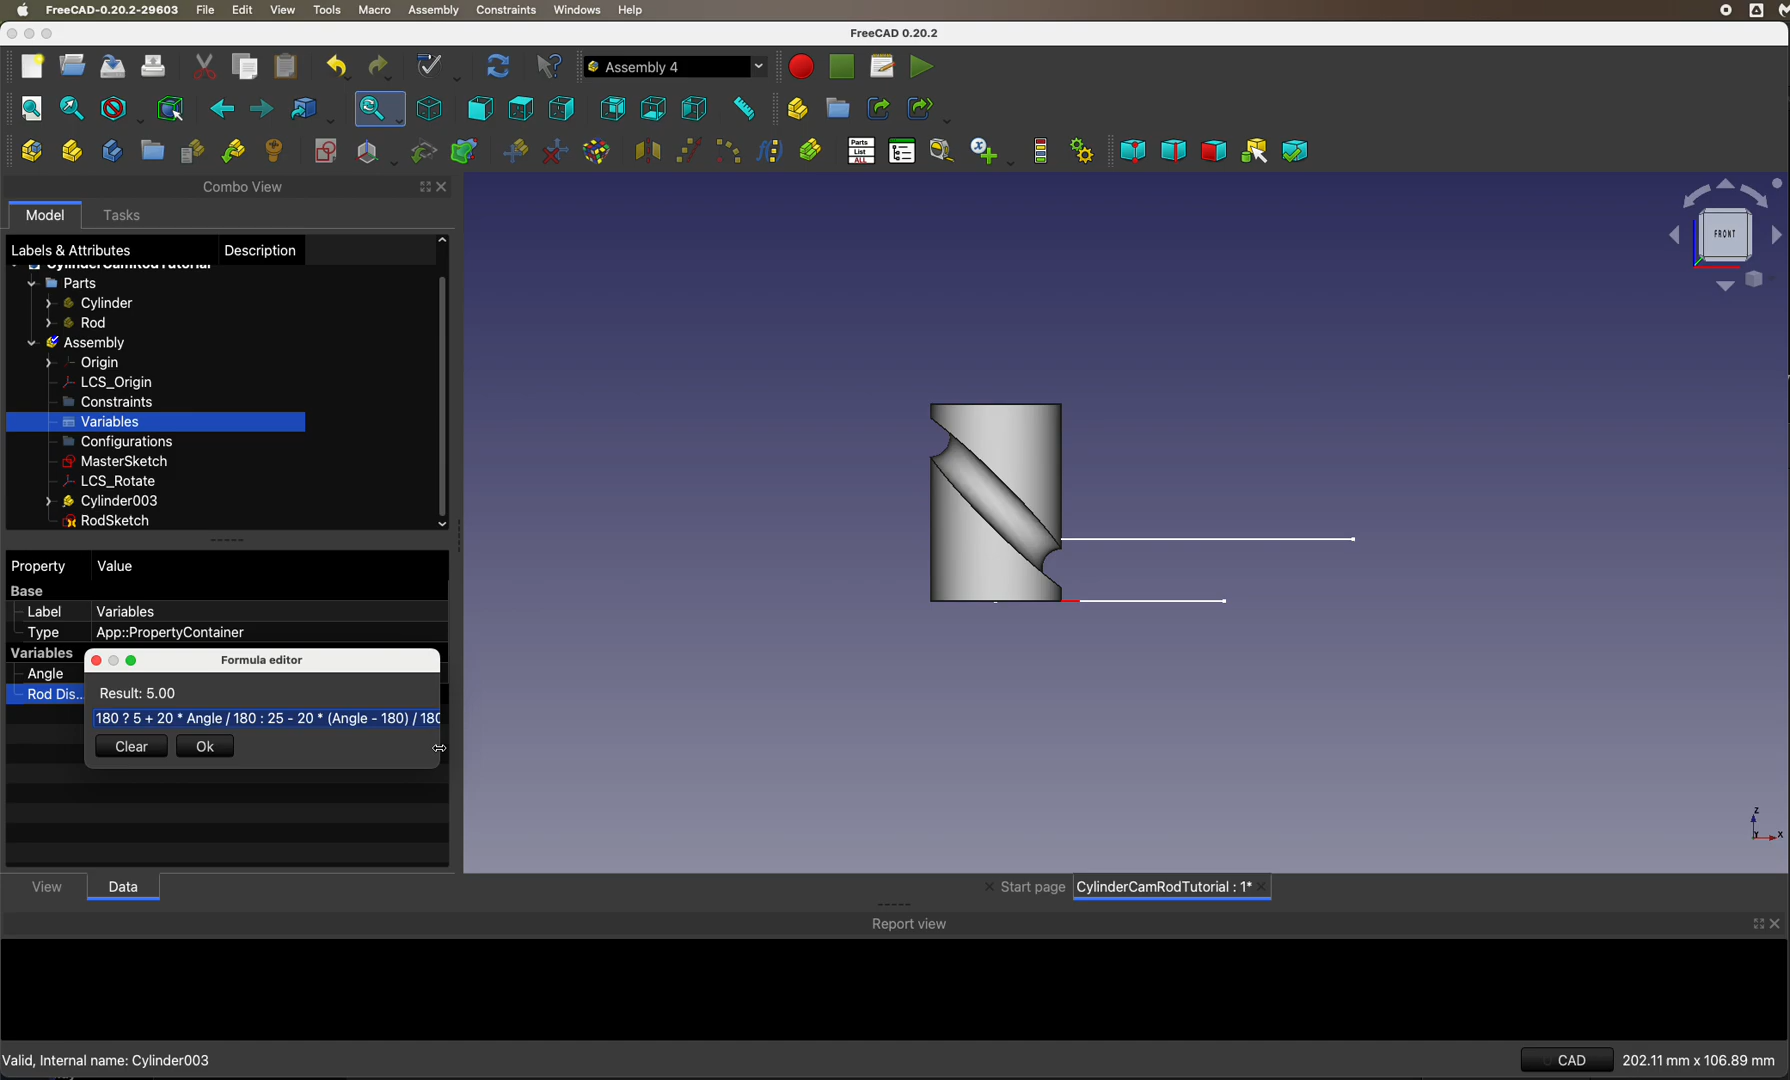 FreeCAD-0.20.2-29603 File Edit View Tools Macro Assembly Constraints Windows Help
FreeCAD 0.20.2
Assembly 4
Parts List ALL
Combo View
Model Tasks
Labels & Attributes Description
CylinderCamRodTutorial
Parts
Cylinder
Rod
Assembly
Origin
LCS_Origin
Constraints
Variables
Configurations
MasterSketch
LCS_Rotate
Cylinder003
RodSketch
Property Value
Base
Label Variables
Type App::PropertyContainer
Variables
Angle
Rod Dis...
Formula editor
Result: 5.00
180 ? 5 + 20 * Angle / 180 : 25 - 20 * (Angle - 180) / 180
Clear Ok
FRONT
Z
Y X
View Data
Start page CylinderCamRodTutorial : 1*
Report view
Valid, Internal name: Cylinder003
CAD 202.11 mm x 106.89 mm